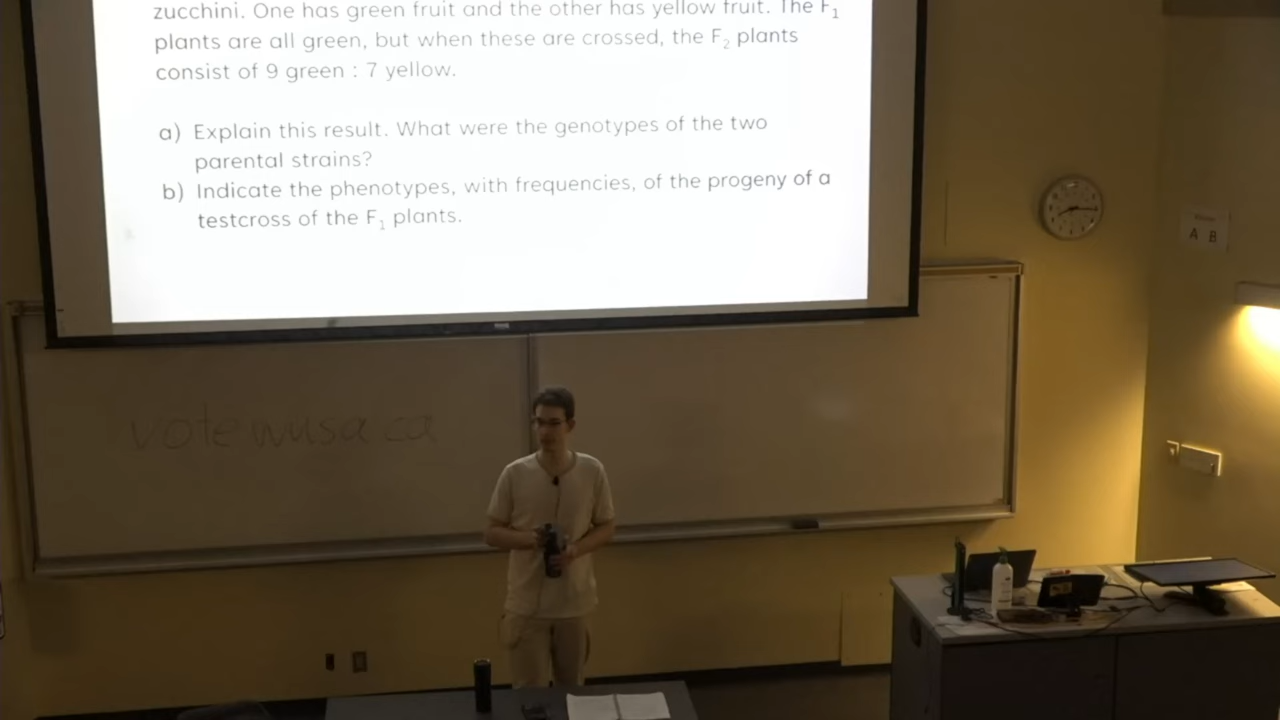 zucchini. One has green fruit and the other has yellow fruit. The F₁
plants are all green, but when these are crossed, the F₂ plants
consist of 9 green : 7 yellow.
a) Explain this result. What were the genotypes of the two
parental strains?
b) Indicate the phenotypes, with frequencies, of the progeny of a
testcross of the F₁ plants.
vote wusa ca
A B